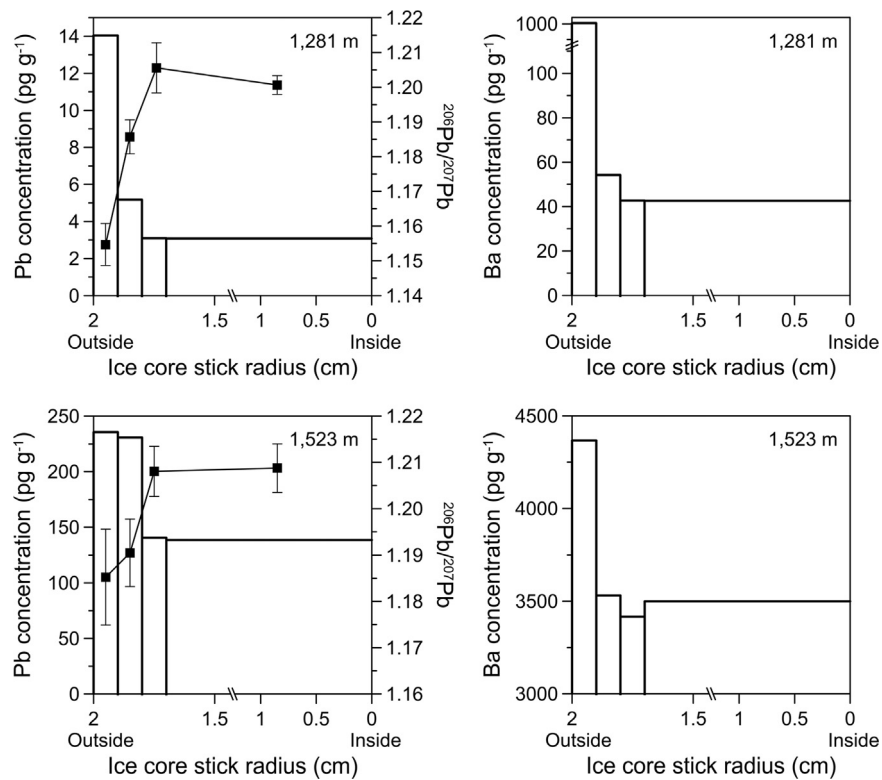 14
12
10
8
6
4
2
0
Pb concentration (pg g⁻¹)
1,281 m
1.22
1.21
1.20
1.19
1.18
1.17
1.16
1.15
1.14
²⁰⁶Pb/²⁰⁷Pb
2
1.5
1
0.5
0
Outside
Inside
Ice core stick radius (cm)
1000
100
80
60
40
20
0
Ba concentration (pg g⁻¹)
1,281 m
2
1.5
1
0.5
0
Outside
Inside
Ice core stick radius (cm)
250
200
150
100
50
0
Pb concentration (pg g⁻¹)
1,523 m
1.22
1.21
1.20
1.19
1.18
1.17
1.16
²⁰⁶Pb/²⁰⁷Pb
2
1.5
1
0.5
0
Outside
Inside
Ice core stick radius (cm)
4500
4000
3500
3000
Ba concentration (pg g⁻¹)
1,523 m
2
1.5
1
0.5
0
Outside
Inside
Ice core stick radius (cm)